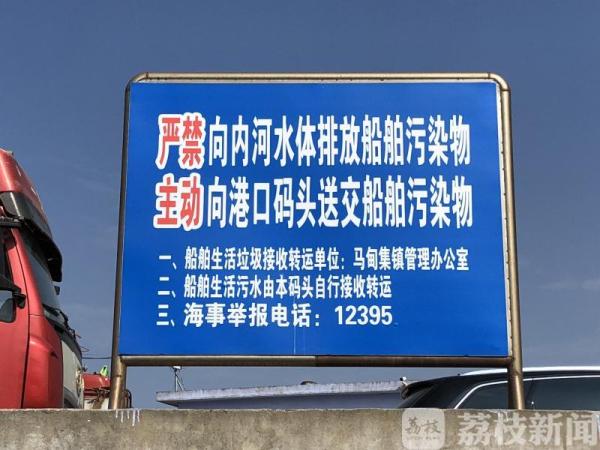 严禁向内河水体排放船舶污染物
主动向港口码头送交船舶污染物
一、船舶生活垃圾接收转运单位：马甸集镇管理办公室
二、船舶生活污水由本码头自行接收转运
三、海事举报电话：12395
荔枝 荔枝新闻